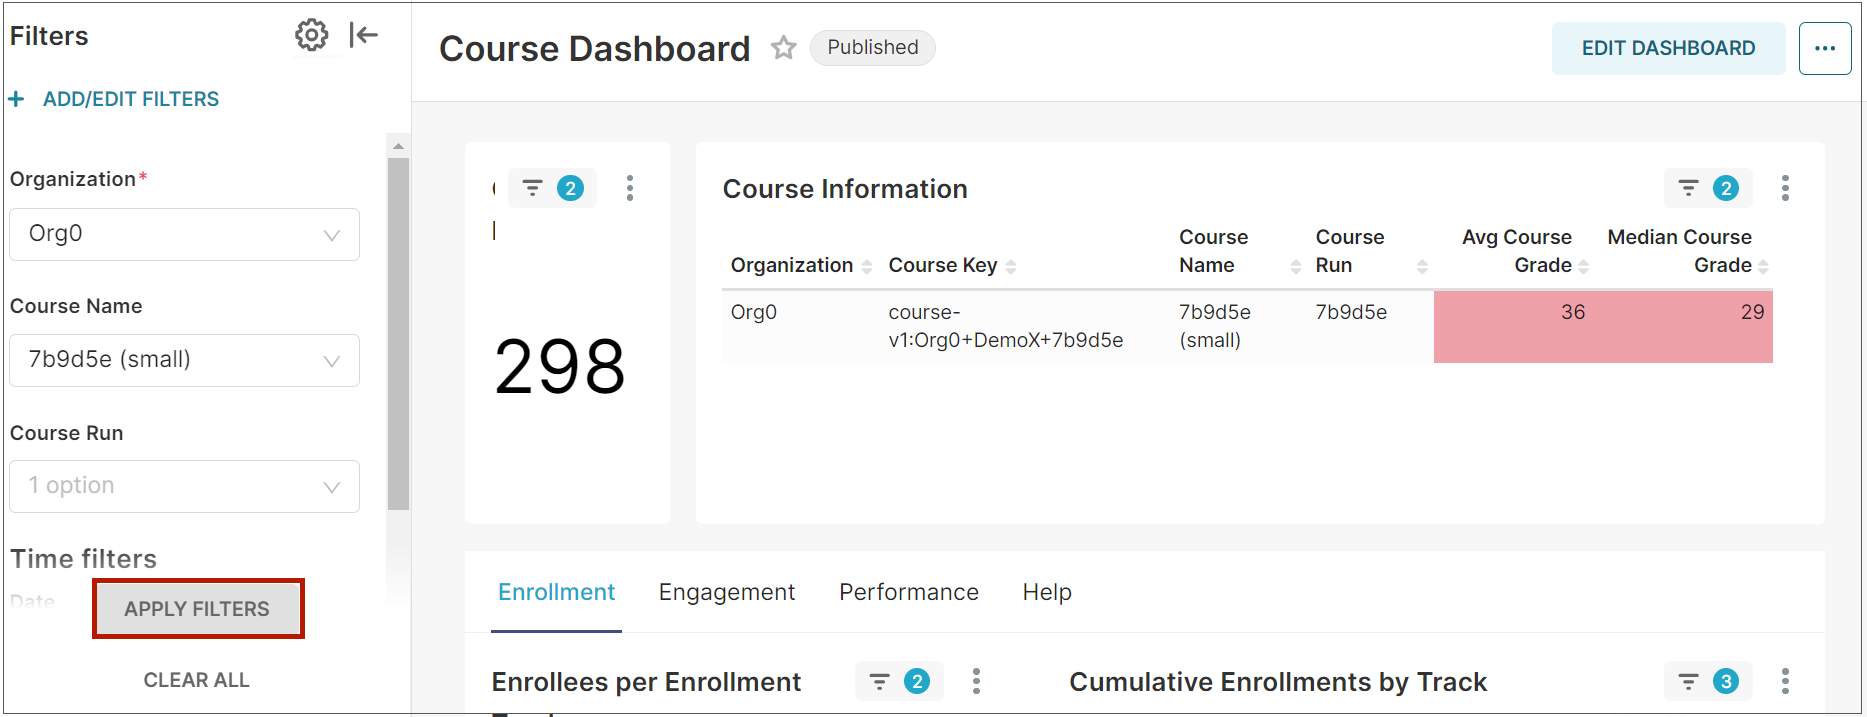 Filters
ADD/EDIT FILTERS
Organization*
Org0
Course Name
7b9d5e (small)
Course Run
1 option
Time filters
Date
APPLY FILTERS
CLEAR ALL
Course Dashboard
Published
EDIT DASHBOARD
2
298
Course Information
2
Organization
Course Key
Course Name
Course Run
Avg Course Grade
Median Course Grade
Org0
course-
v1:Org0+DemoX+7b9d5e
7b9d5e
(small)
7b9d5e
36
29
Enrollment
Engagement
Performance
Help
Enrollees per Enrollment
2
Cumulative Enrollments by Track
3